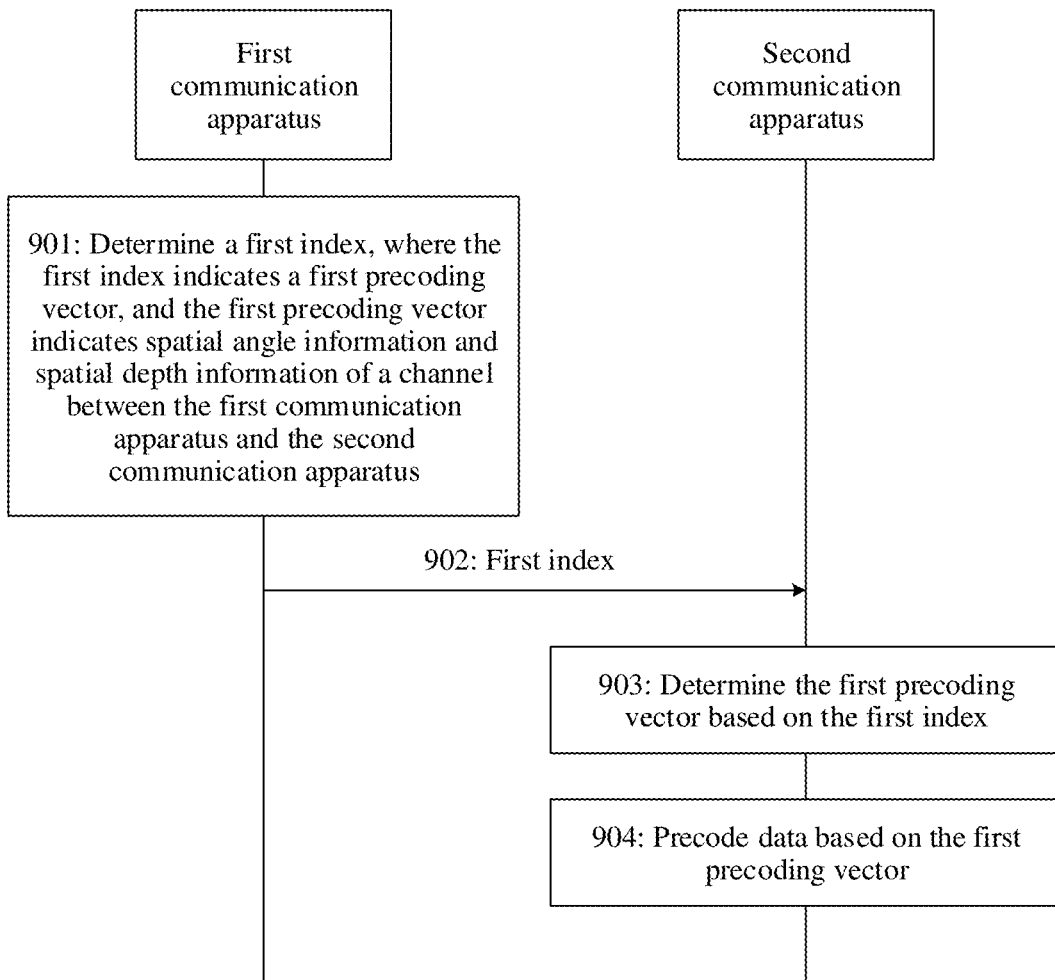 First
communication
apparatus
Second
communication
apparatus
901: Determine a first index, where the
first index indicates a first precoding
vector, and the first precoding vector
indicates spatial angle information and
spatial depth information of a channel
between the first communication
apparatus and the second
communication apparatus
902: First index
903: Determine the first precoding
vector based on the first index
904: Precode data based on the first
precoding vector